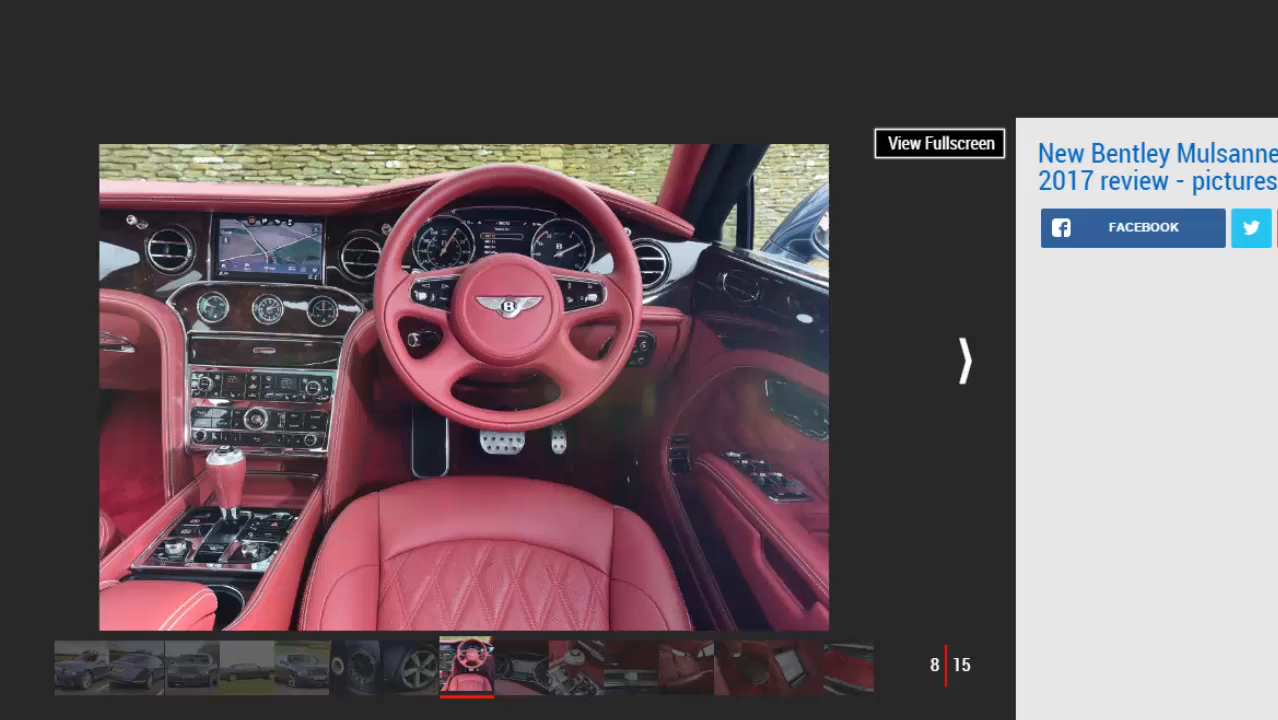 View Fullscreen
New Bentley Mulsanne
2017 review - pictures
FACEBOOK
B
8 15